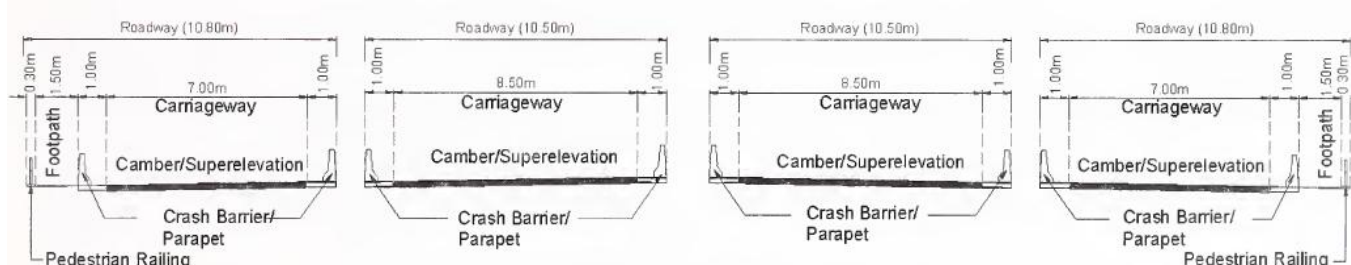 Roadway (10.80m)
0.30m
1.50m
1.00m
7.00m
1.00m
Carriageway
Footpath
Camber/Superelevation
Crash Barrier/
Parapet
Pedestrian Railing
Roadway (10.50m)
1.00m
8.50m
1.00m
Carriageway
Camber/Superelevation
Crash Barrier/
Parapet
Roadway (10.50m)
1.00m
8.50m
1.00m
Carriageway
Camber/Superelevation
Crash Barrier/
Parapet
Roadway (10.80m)
1.00m
7.00m
1.00m
1.50m
0.30m
Carriageway
Footpath
Camber/Superelevation
Crash Barrier/
Parapet
Pedestrian Railing